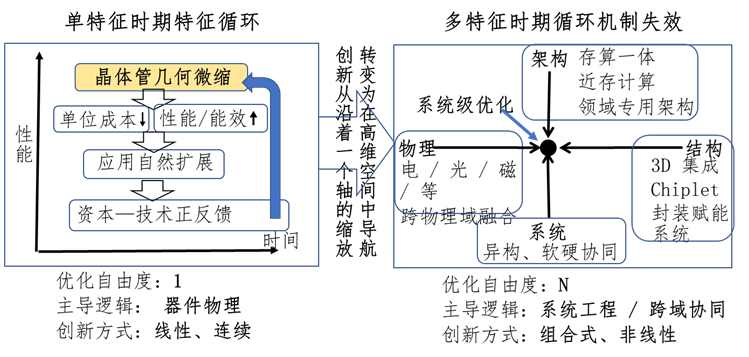 单特征时期特征循环
晶体管几何微缩
单位成本↓
性能/能效↑
应用自然扩展
资本—技术正反馈
性能
时间
优化自由度：1
主导逻辑： 器件物理
创新方式：线性、连续
创新从沿着一个轴的缩放
转变为在高维空间中导航
多特征时期循环机制失效
架构
存算一体
近存计算
领域专用架构
系统级优化
物理
电 / 光 / 磁
/ 等
跨物理域融合
结构
3D 集成
Chiplet
封装赋能
系统
系统
异构、软硬协同
优化自由度：N
主导逻辑：系统工程 / 跨域协同
创新方式：组合式、非线性